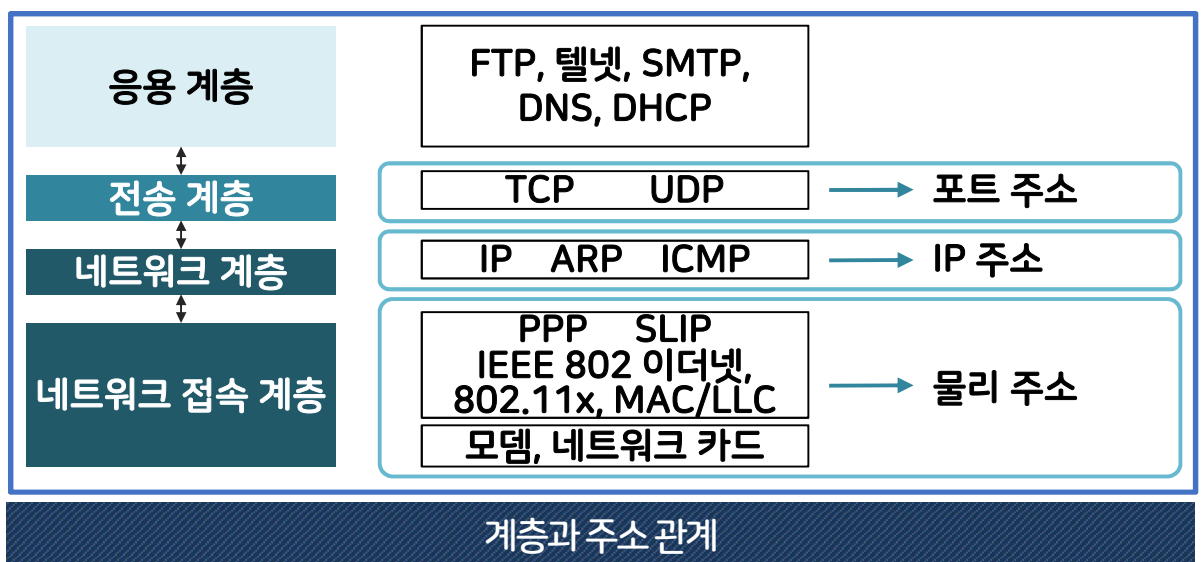 응용 계층
FTP, 텔넷, SMTP,
DNS, DHCP
전송 계층
TCP UDP
포트 주소
네트워크 계층
IP ARP ICMP
IP 주소
네트워크 접속 계층
PPP SLIP
IEEE 802 이더넷,
802.11x, MAC/LLC
모뎀, 네트워크 카드
물리 주소
계층과 주소 관계